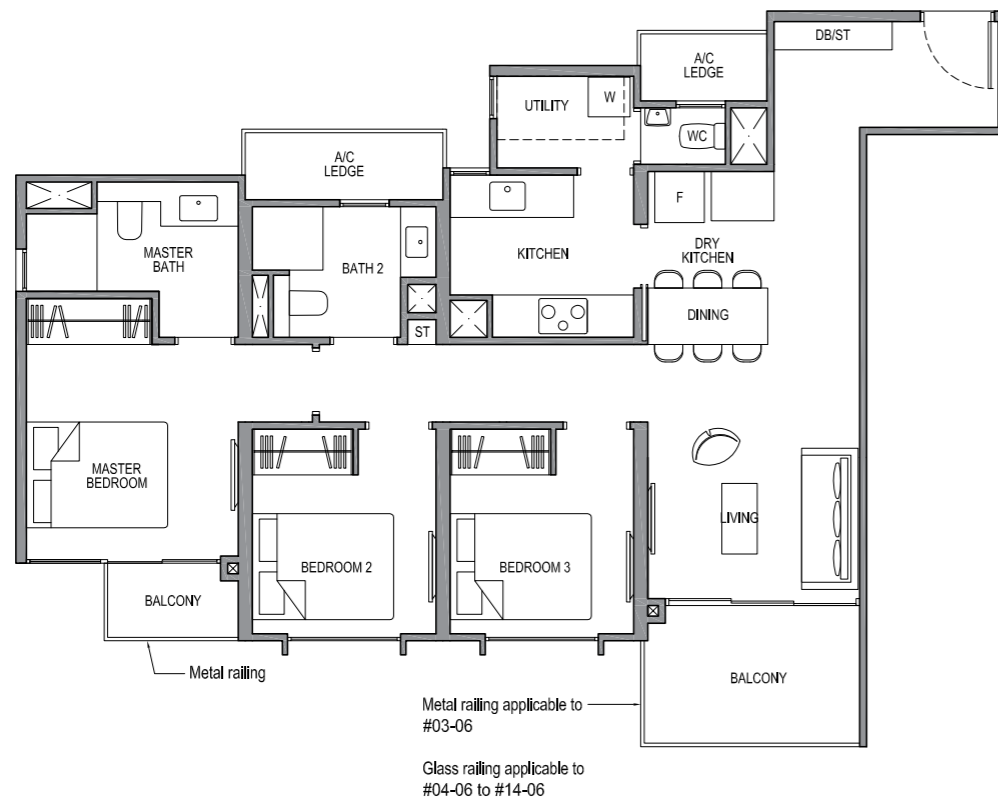 DB/ST
A/C
LEDGE
UTILITY
W
WC
A/C
LEDGE
F
MASTER
BATH
BATH 2
KITCHEN
DRY
KITCHEN
DINING
ST
MASTER
BEDROOM
LIVING
BEDROOM 2
BEDROOM 3
BALCONY
Metal railing
BALCONY
Metal railing applicable to
#03-06
Glass railing applicable to
#04-06 to #14-06